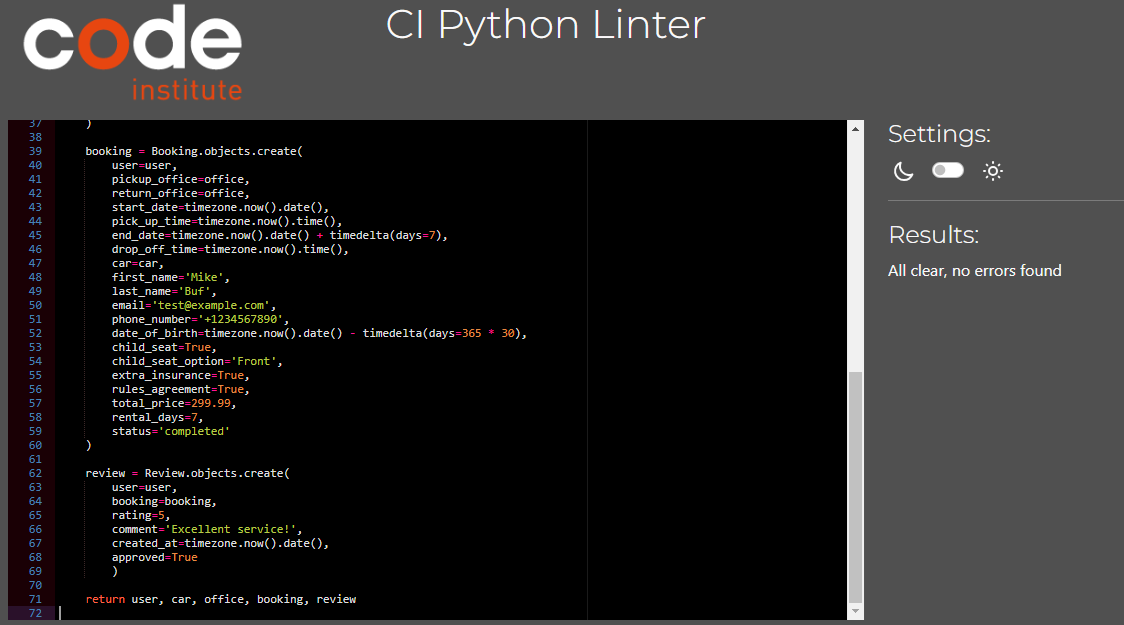 code
institute
CI Python Linter
37 )
38
39 booking = Booking.objects.create(
40 user=user,
41 pickup_office=office,
42 return_office=office,
43 start_date=timezone.now().date(),
44 pick_up_time=timezone.now().time(),
45 end_date=timezone.now().date() + timedelta(days=7),
46 drop_off_time=timezone.now().time(),
47 car=car,
48 first_name='Mike',
49 last_name='Buf',
50 email='test@example.com',
51 phone_number='+1234567890',
52 date_of_birth=timezone.now().date() - timedelta(days=365 * 30),
53 child_seat=True,
54 child_seat_option='Front',
55 extra_insurance=True,
56 rules_agreement=True,
57 total_price=299.99,
58 rental_days=7,
59 status='completed'
60 )
61
62 review = Review.objects.create(
63 user=user,
64 booking=booking,
65 rating=5,
66 comment='Excellent service!',
67 created_at=timezone.now().date(),
68 approved=True
69 )
70
71 return user, car, office, booking, review
72
Settings:
Results:
All clear, no errors found